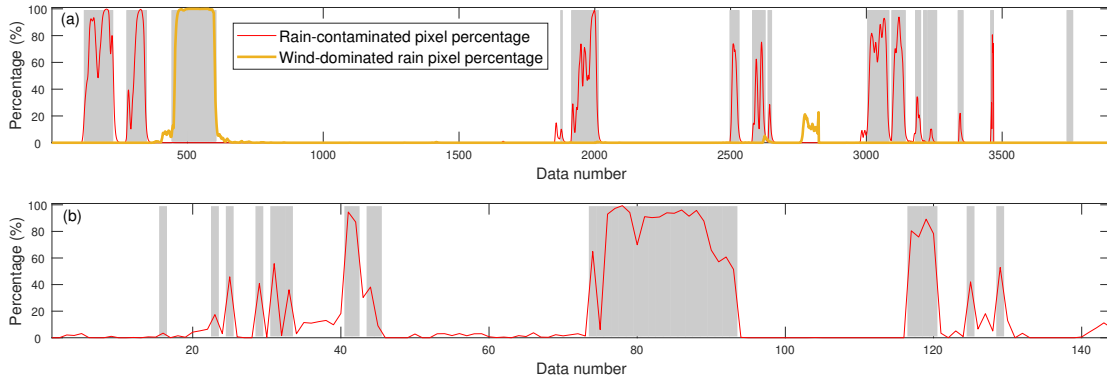 (a)
Percentage (%)
100
80
60
40
20
0
Rain-contaminated pixel percentage
Wind-dominated rain pixel percentage
500 1000 1500 2000 2500 3000 3500
Data number
(b)
Percentage (%)
100
80
60
40
20
0
20 40 60 80 100 120 140
Data number